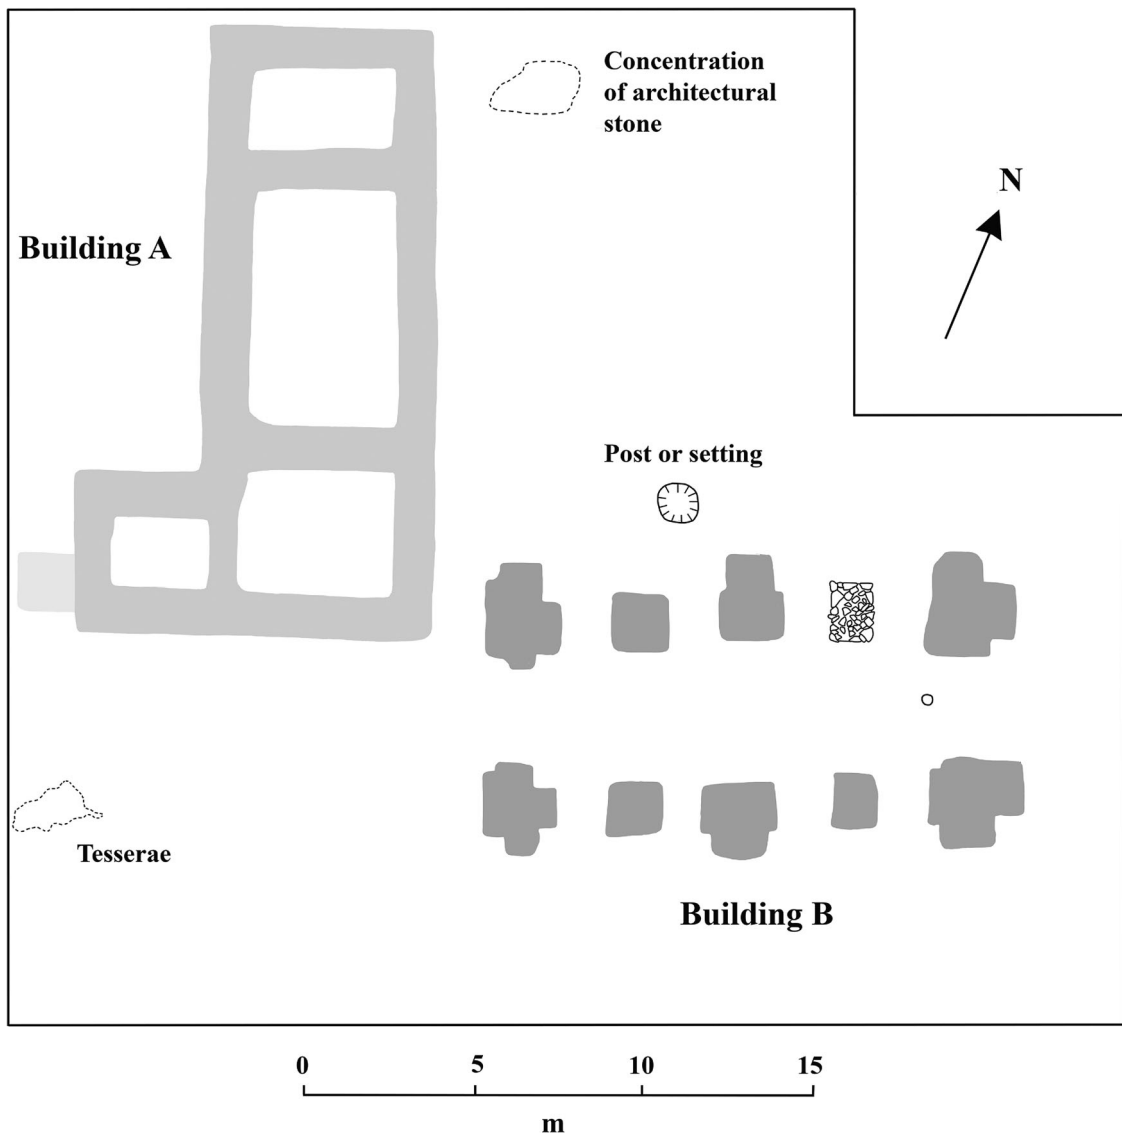 Concentration
of architectural
stone
N
Building A
Post or setting
Tesserae
Building B
0 5 10 15
m